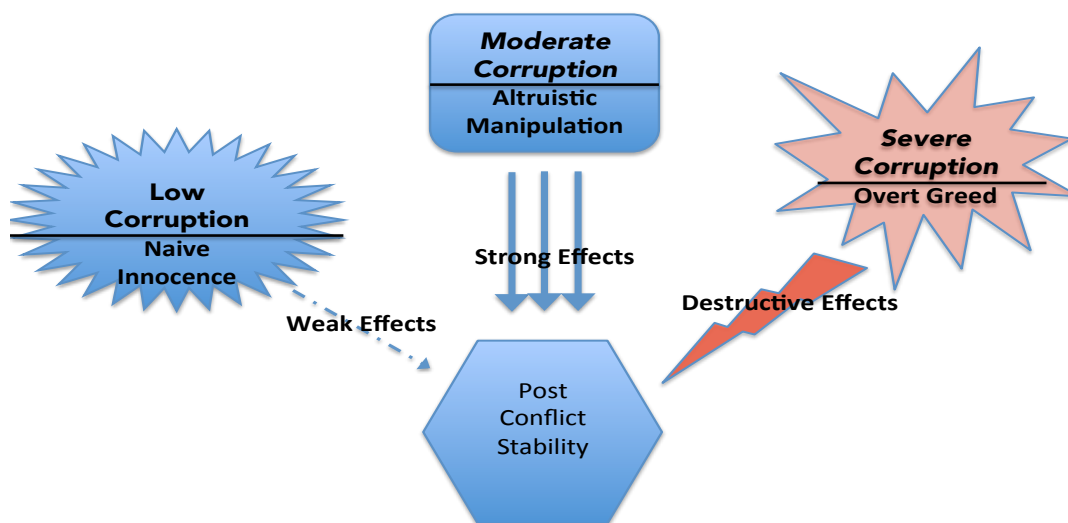 Moderate
Corruption
Altruistic
Manipulation
Severe
Corruption
Overt Greed
Low
Corruption
Naive
Innocence
Strong Effects
Destructive Effects
Weak Effects
Post
Conflict
Stability